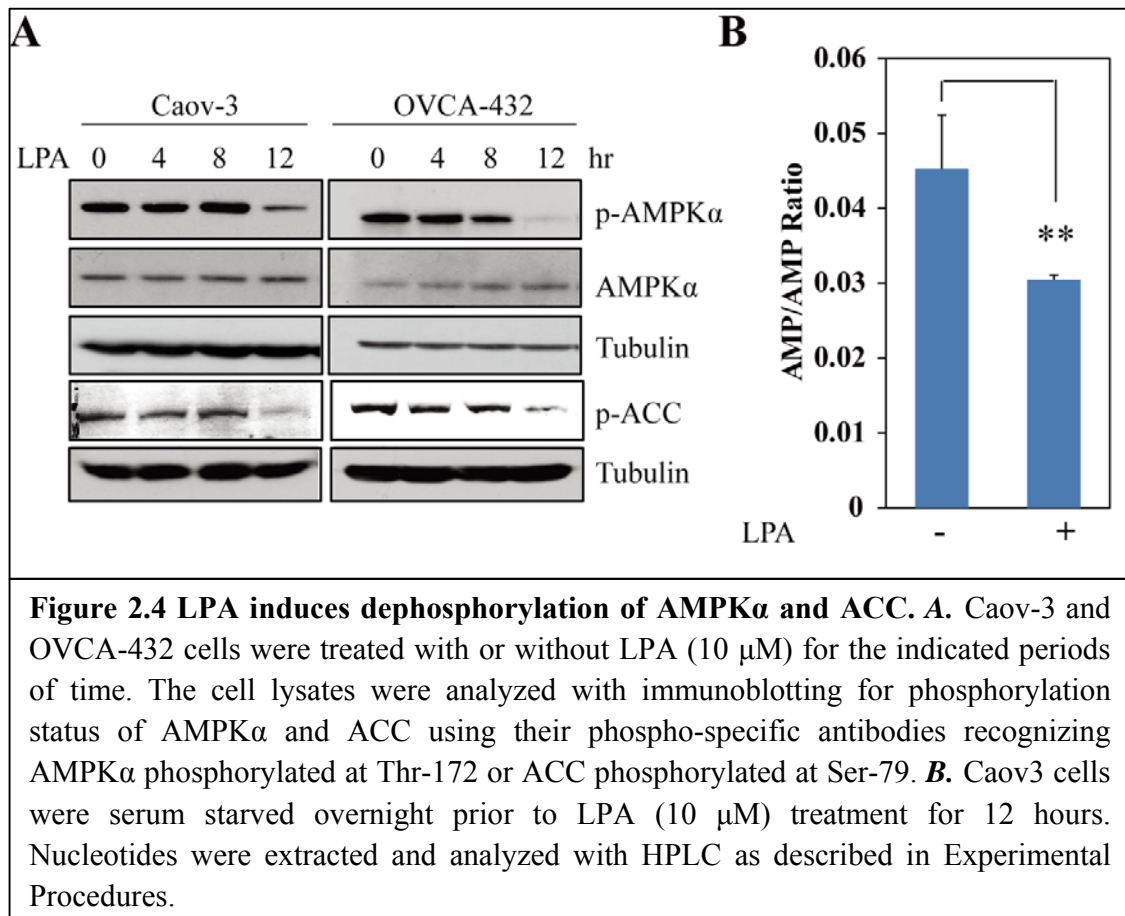 A
B
Caov-3
OVCA-432
LPA 0 4 8 12
0 4 8 12 hr
p-AMPKα
AMPKα
Tubulin
p-ACC
Tubulin
0.06
0.05
0.04
0.03
0.02
0.01
0
AMP/AMP Ratio
**
LPA - +
Figure 2.4 LPA induces dephosphorylation of AMPKα and ACC. A. Caov-3 and
OVCA-432 cells were treated with or without LPA (10 μM) for the indicated periods
of time. The cell lysates were analyzed with immunoblotting for phosphorylation
status of AMPKα and ACC using their phospho-specific antibodies recognizing
AMPKα phosphorylated at Thr-172 or ACC phosphorylated at Ser-79. B. Caov3 cells
were serum starved overnight prior to LPA (10 μM) treatment for 12 hours.
Nucleotides were extracted and analyzed with HPLC as described in Experimental
Procedures.